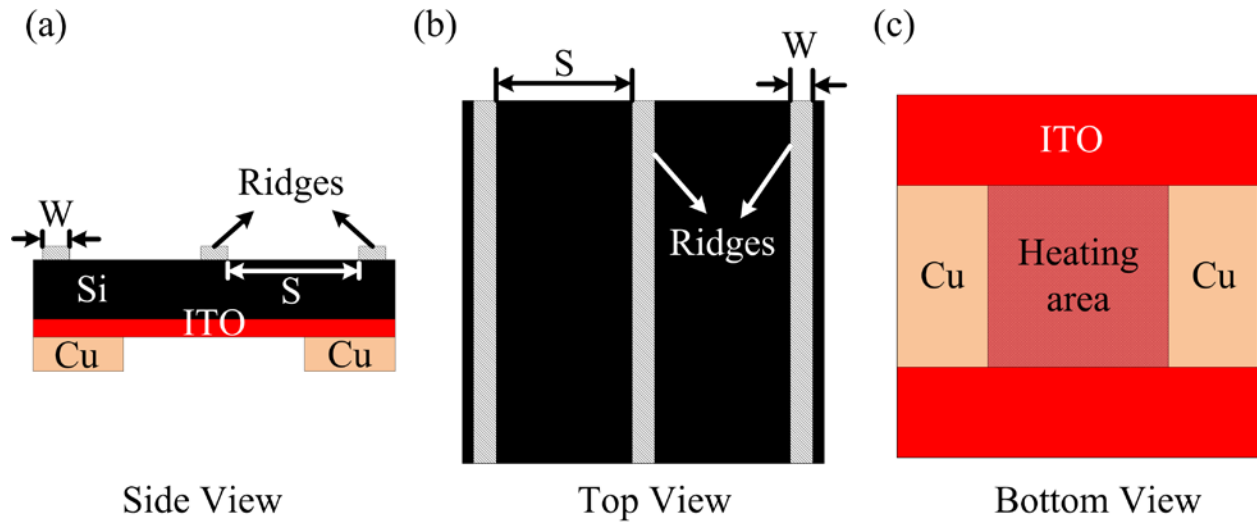 (a)
Ridges
W
Si
S
ITO
Cu
Cu
Side View
(b)
S
W
Ridges
Top View
(c)
ITO
Cu
Heating
area
Cu
Bottom View